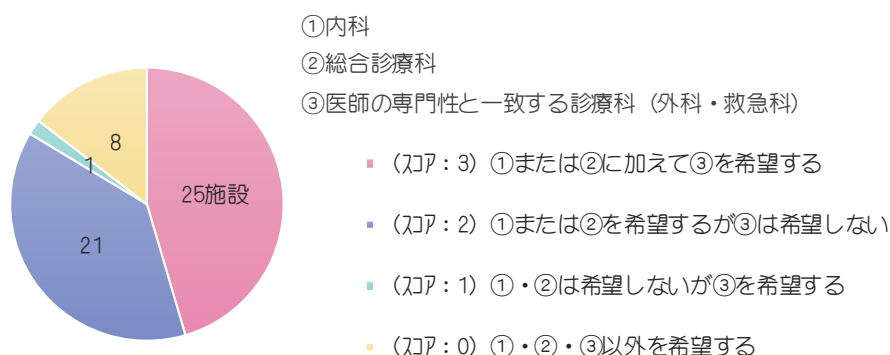 ①内科
②総合診療科
③医師の専門性と一致する診療科（外科・救急科）
8
1
25施設
21
（スコア：3）①または②に加えて③を希望する
（スコア：2）①または②を希望するが③は希望しない
（スコア：1）①・②は希望しないが③を希望する
（スコア：0）①・②・③以外を希望する